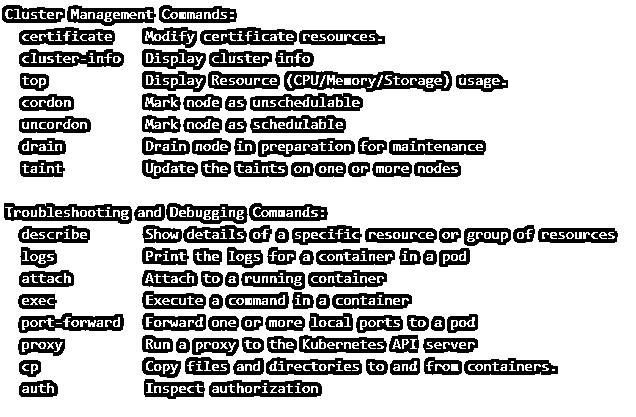 Cluster Management Commands:
  certificate   Modify certificate resources.
  cluster-info  Display cluster info
  top           Display Resource (CPU/Memory/Storage) usage.
  cordon        Mark node as unschedulable
  uncordon      Mark node as schedulable
  drain         Drain node in preparation for maintenance
  taint         Update the taints on one or more nodes

Troubleshooting and Debugging Commands:
  describe      Show details of a specific resource or group of resources
  logs          Print the logs for a container in a pod
  attach        Attach to a running container
  exec          Execute a command in a container
  port-forward  Forward one or more local ports to a pod
  proxy         Run a proxy to the Kubernetes API server
  cp            Copy files and directories to and from containers.
  auth          Inspect authorization